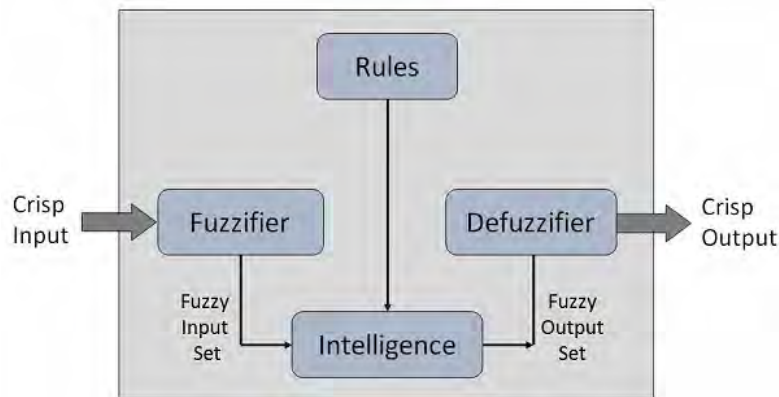 Rules
Crisp
Input
Fuzzifier
Defuzzifier
Crisp
Output
Fuzzy
Input
Set
Intelligence
Fuzzy
Output
Set